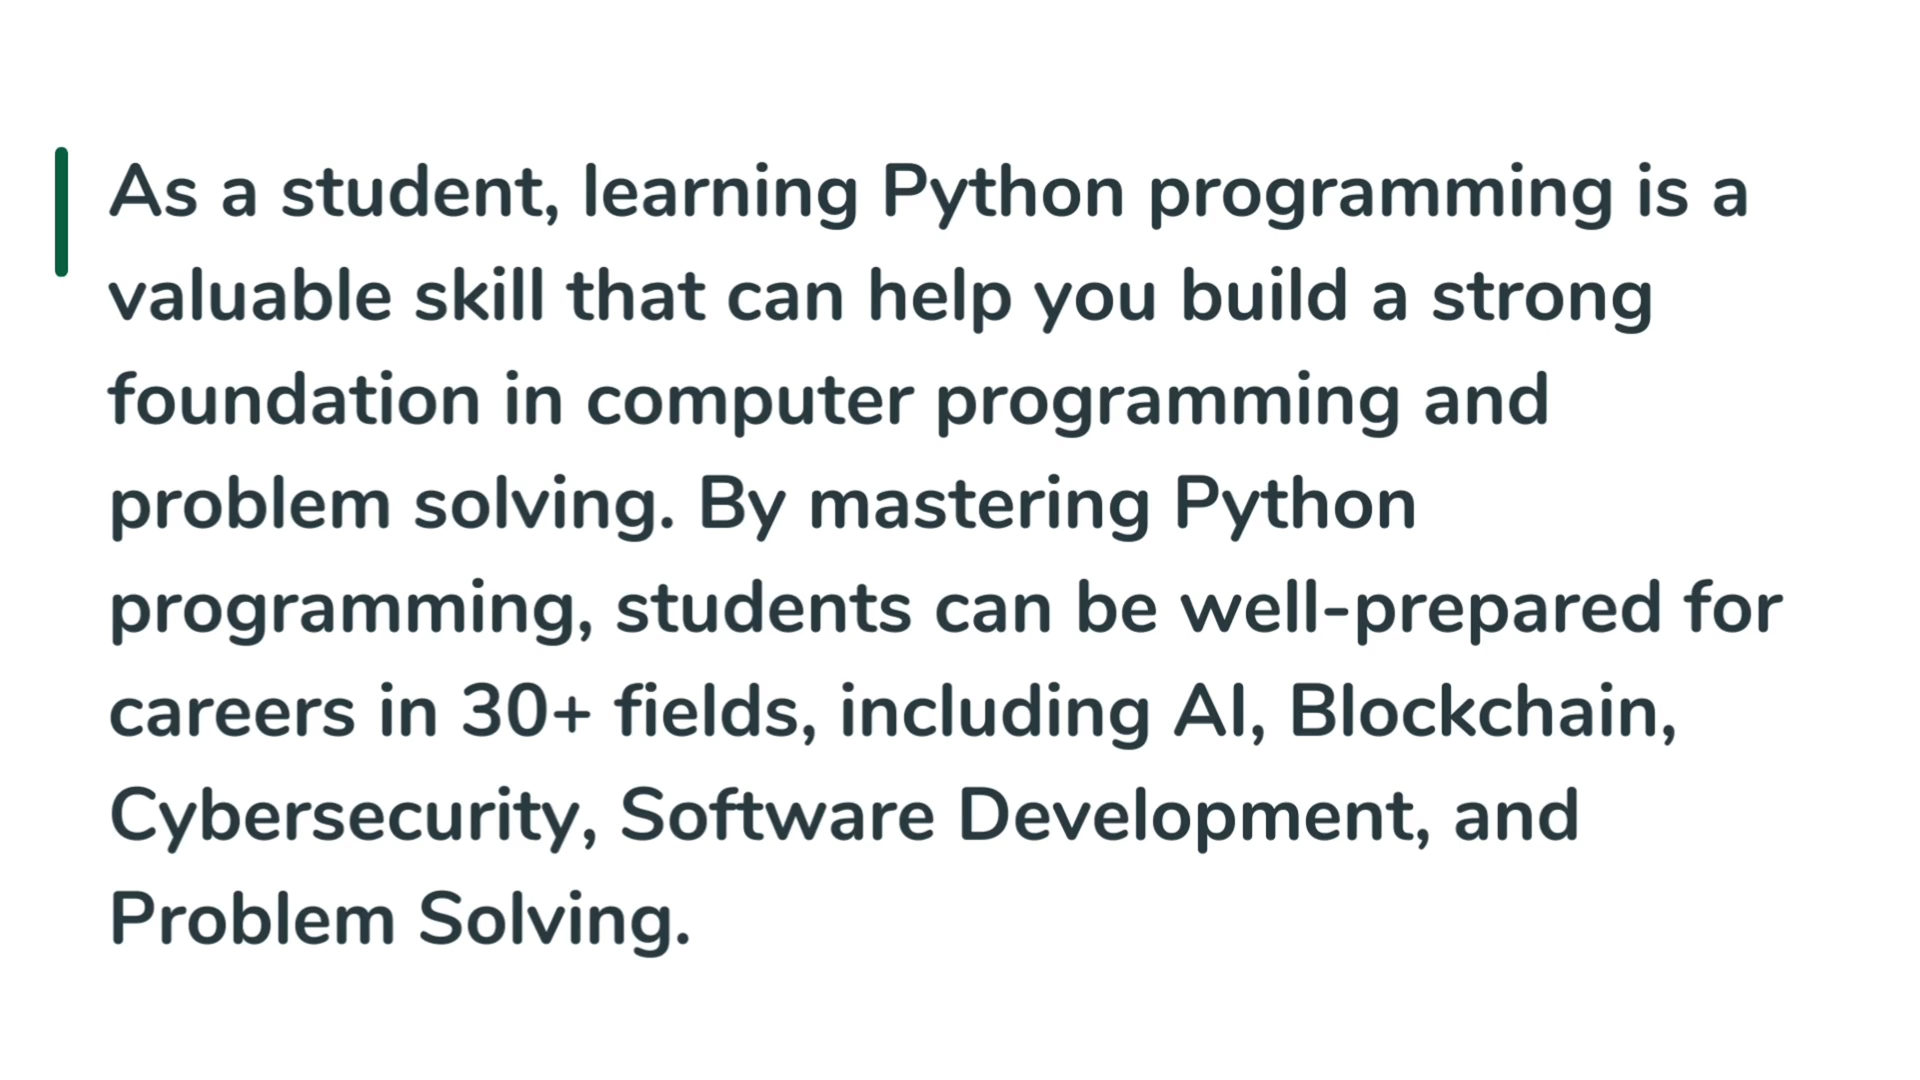 As a student, learning Python programming is a
valuable skill that can help you build a strong
foundation in computer programming and
problem solving. By mastering Python
programming, students can be well-prepared for
careers in 30+ fields, including AI, Blockchain,
Cybersecurity, Software Development, and
Problem Solving.